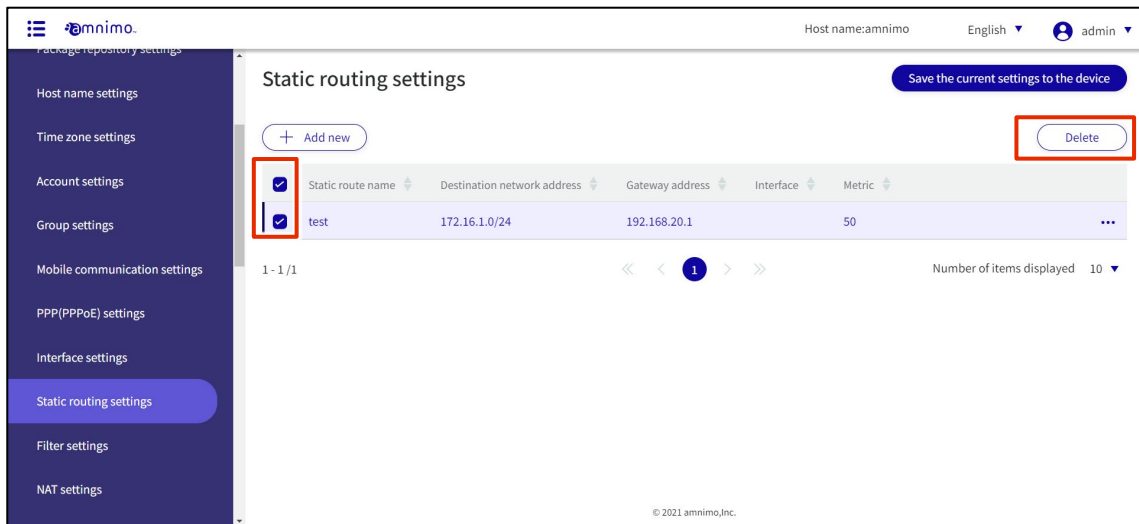 amnimo
Host name:amnimo
English
admin
Package repository settings
Host name settings
Time zone settings
Account settings
Group settings
Mobile communication settings
PPP(PPPoE) settings
Interface settings
Static routing settings
Filter settings
NAT settings
Static routing settings
Save the current settings to the device
+ Add new
Delete
Static route name Destination network address Gateway address Interface Metric
test 172.16.1.0/24 192.168.20.1 50 ...
1 - 1 /1
« < 1 > »
Number of items displayed 10
© 2021 amnimo,Inc.